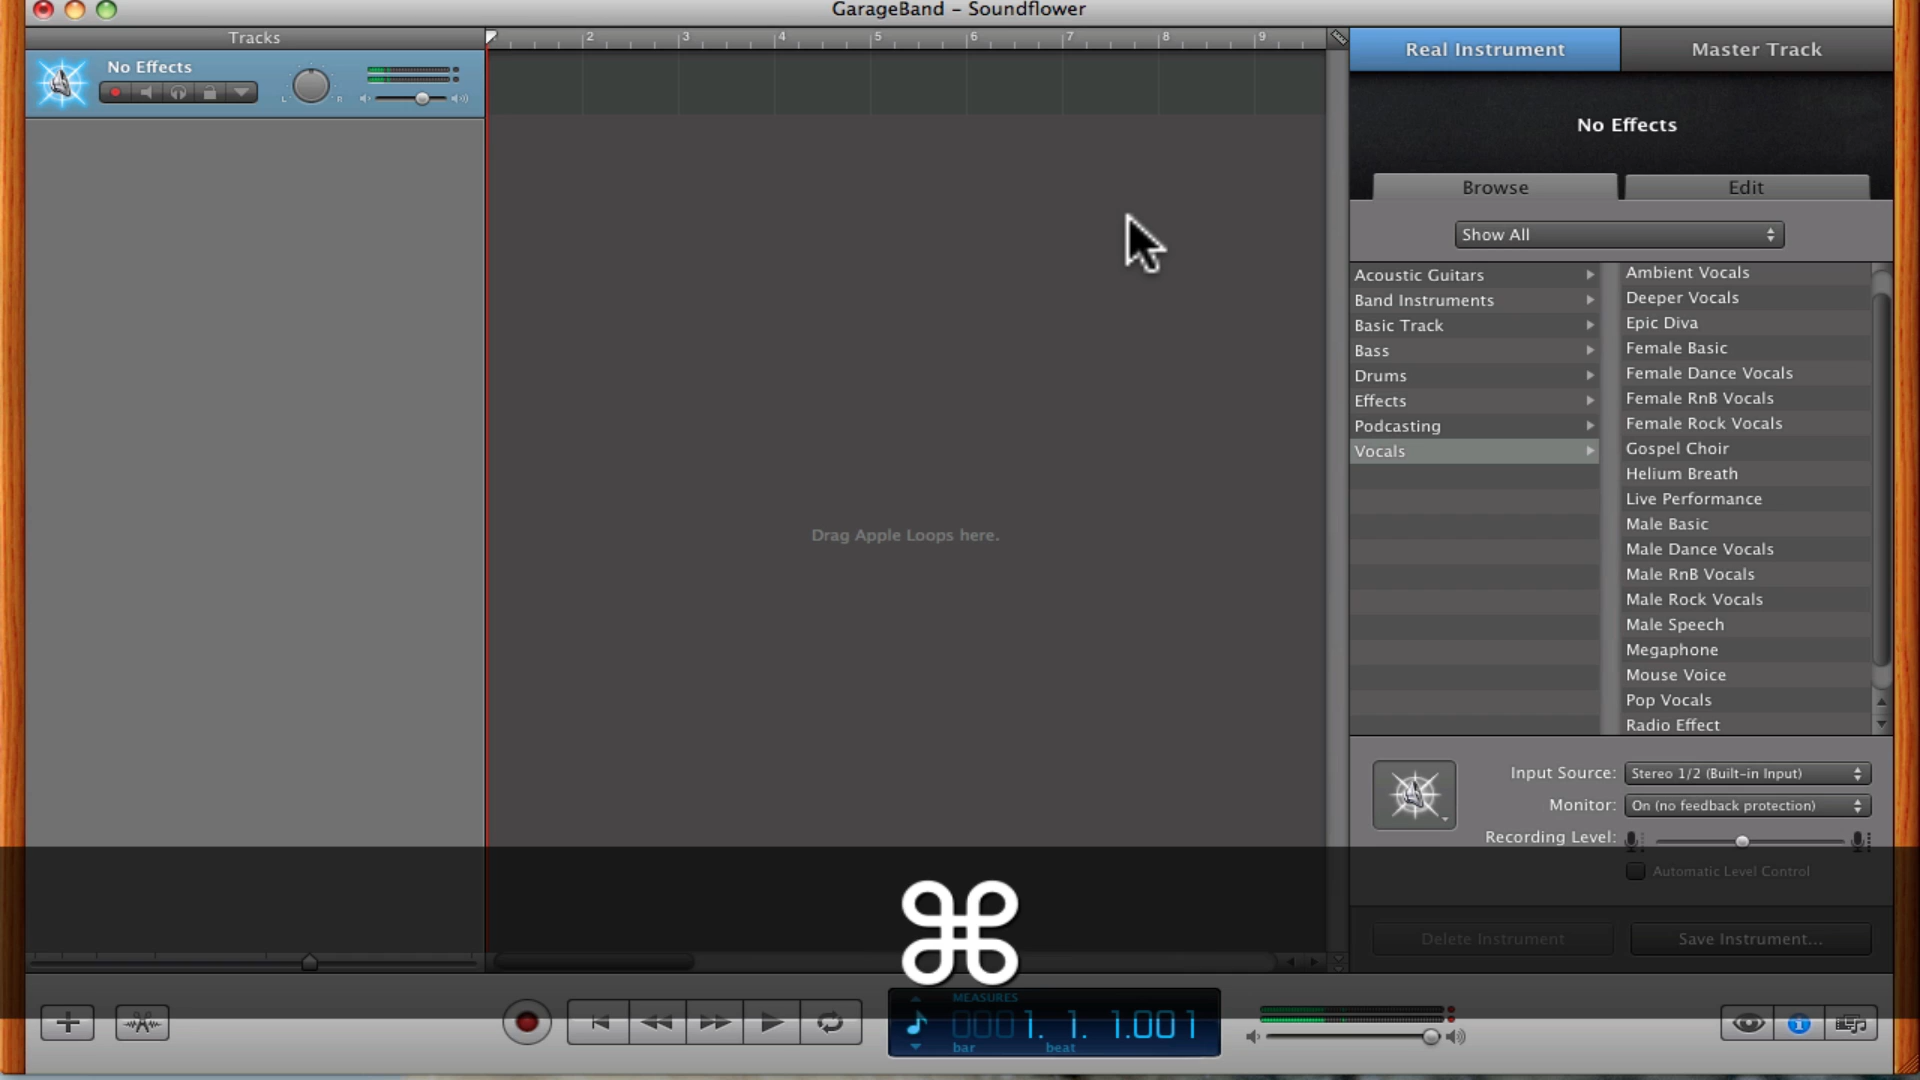 GarageBand – Soundflower
Tracks
2 3 4 5 6 7 8 9
Real Instrument
Master Track
No Effects
L R
No Effects
Browse
Edit
Show All
Acoustic Guitars
Band Instruments
Basic Track
Bass
Drums
Effects
Podcasting
Vocals
Ambient Vocals
Deeper Vocals
Epic Diva
Female Basic
Female Dance Vocals
Female RnB Vocals
Female Rock Vocals
Gospel Choir
Helium Breath
Live Performance
Male Basic
Male Dance Vocals
Male RnB Vocals
Male Rock Vocals
Male Speech
Megaphone
Mouse Voice
Pop Vocals
Radio Effect
Drag Apple Loops here.
Input Source: Stereo 1/2 (Built-in Input)
Monitor: On (no feedback protection)
Recording Level:
Automatic Level Control
Delete Instrument
Save Instrument...
⌘
MEASURES
0001. 1. 1.001
bar beat